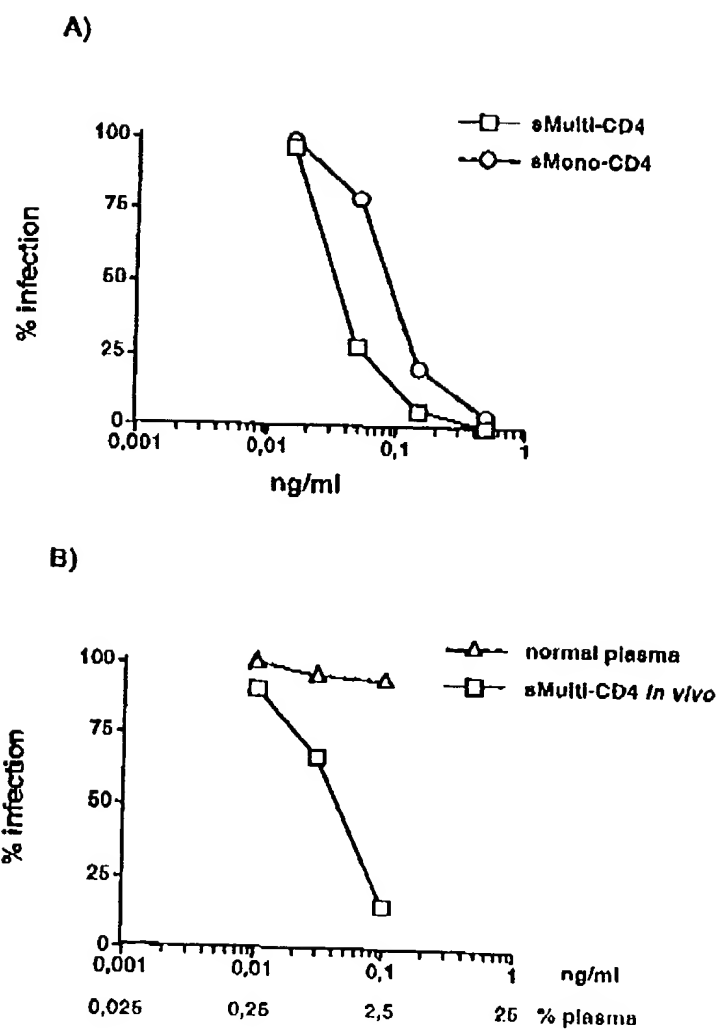 A)
sMulti-CD4
sMono-CD4
100
75
50
25
0
% infection
0.001 0,01 0,1 1
ng/ml
B)
normal plasma
sMulti-CD4 in vivo
100
75
50
25
0
% infection
0.001 0,01 0,1 1 ng/ml
0,025 0,25 2,5 25 % plasma